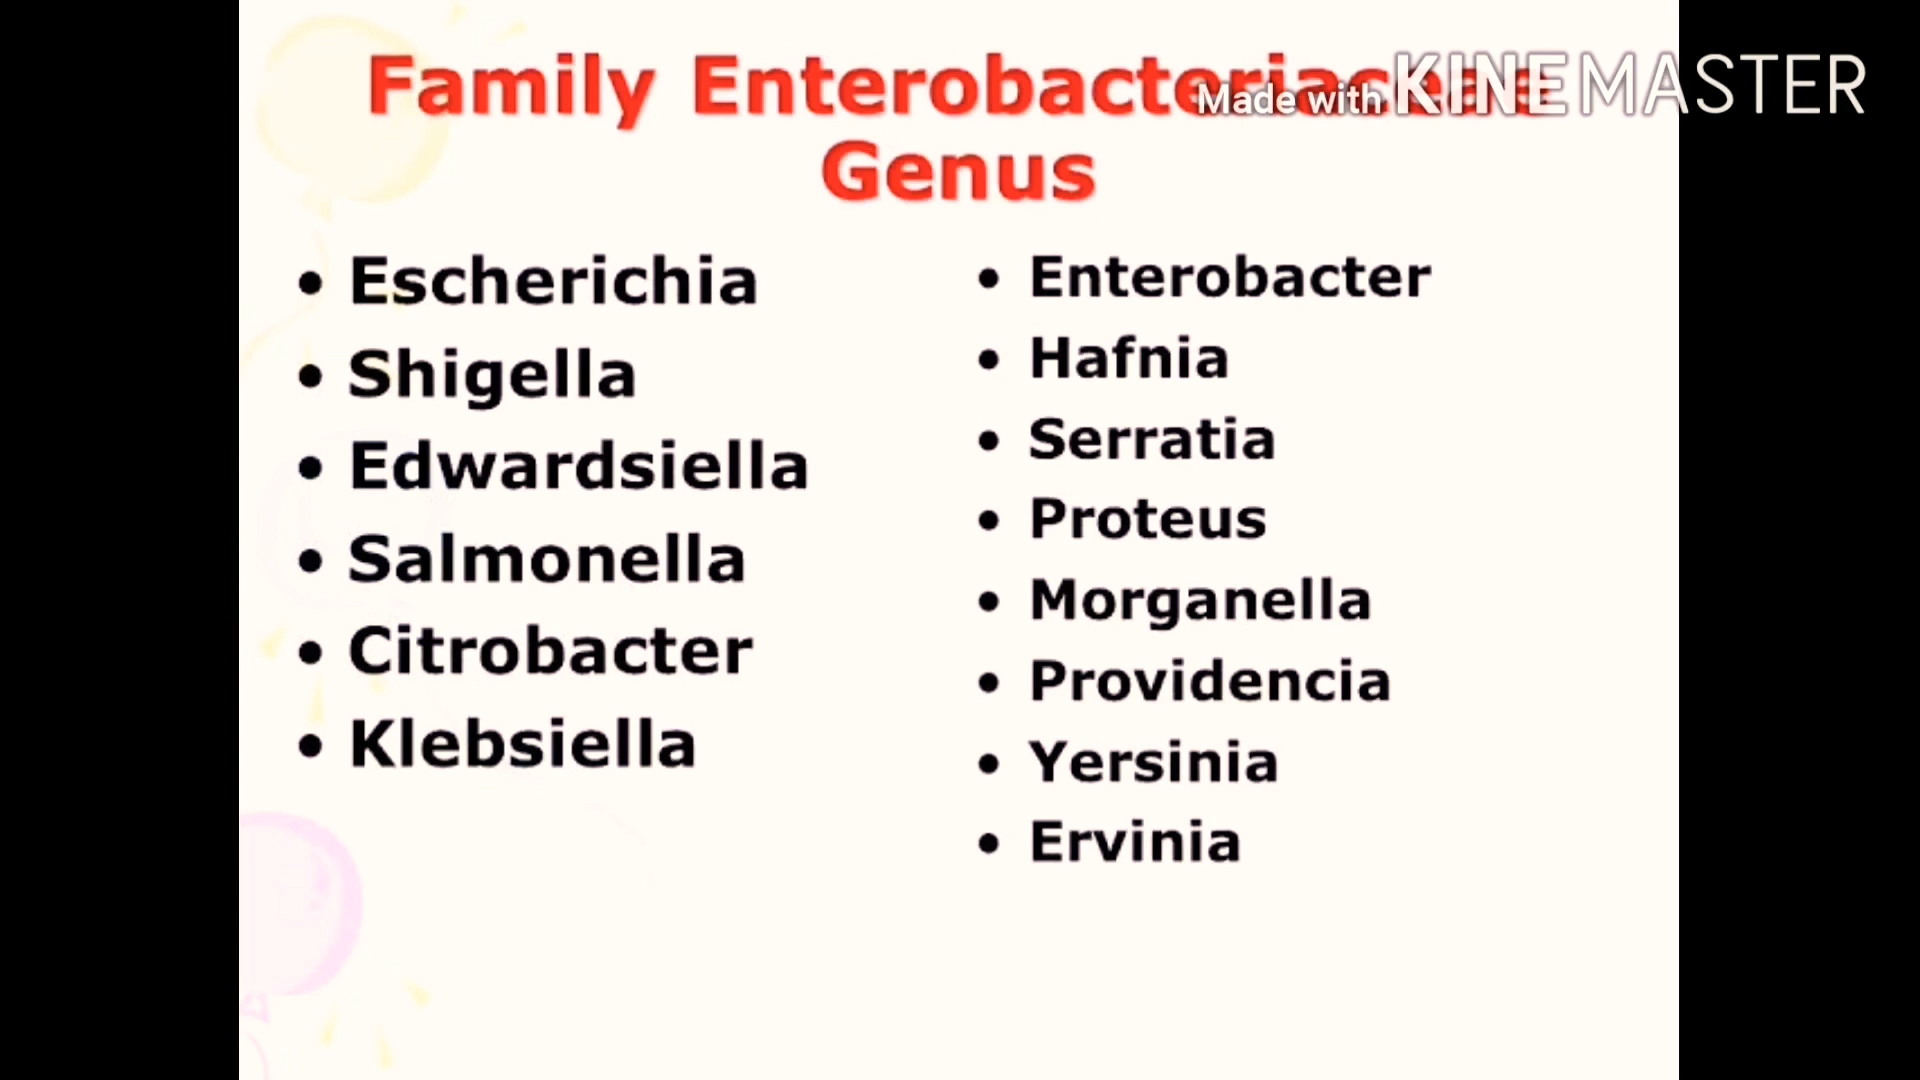 Family Enterobacteriaceae
Made with KINEMASTER
Genus
• Escherichia
• Shigella
• Edwardsiella
• Salmonella
• Citrobacter
• Klebsiella
• Enterobacter
• Hafnia
• Serratia
• Proteus
• Morganella
• Providencia
• Yersinia
• Ervinia